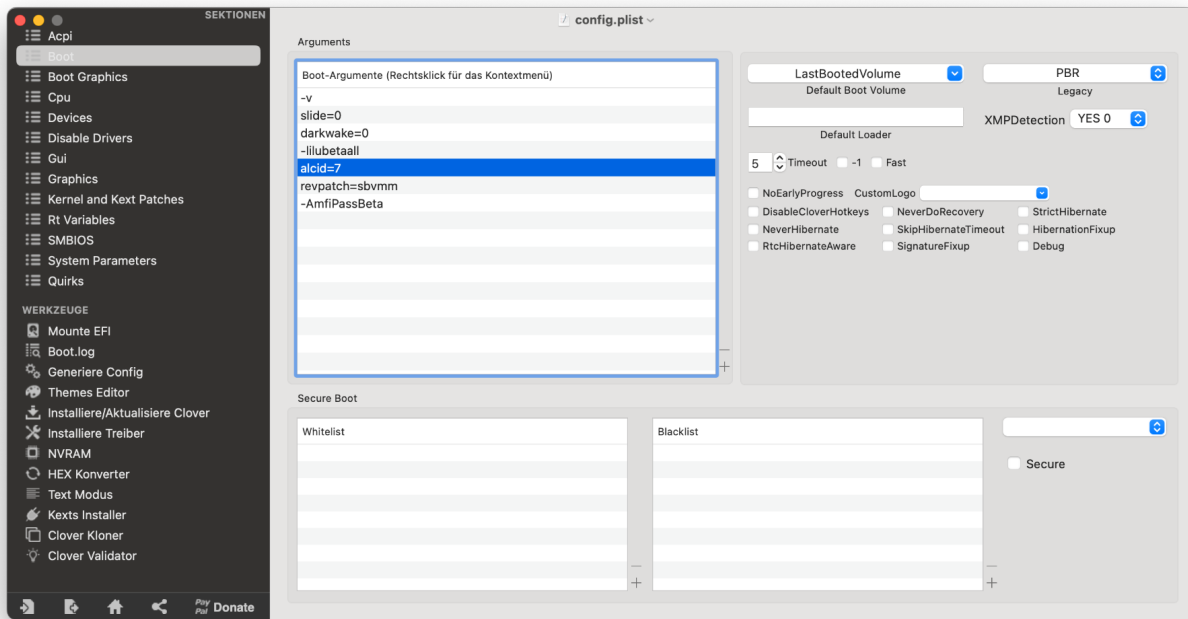 SEKTIONEN
Acpi
Boot
Boot Graphics
Cpu
Devices
Disable Drivers
Gui
Graphics
Kernel and Kext Patches
Rt Variables
SMBIOS
System Parameters
Quirks
WERKZEUGE
Mounte EFI
Boot.log
Generiere Config
Themes Editor
Installiere/Aktualisiere Clover
Installiere Treiber
NVRAM
HEX Konverter
Text Modus
Kexts Installer
Clover Kloner
Clover Validator
Pay
Pal
Donate
config.plist
Arguments
Boot-Argumente (Rechtsklick für das Kontextmenü)
-v
slide=0
darkwake=0
-lilubetaall
alcid=7
revpatch=sbvmm
-AmfiPassBeta
LastBootedVolume
Default Boot Volume
PBR
Legacy
Default Loader
XMPDetection YES 0
5 Timeout -1 Fast
NoEarlyProgress CustomLogo
DisableCloverHotkeys NeverDoRecovery StrictHibernate
NeverHibernate SkipHibernateTimeout HibernationFixup
RtcHibernateAware SignatureFixup Debug
Secure Boot
Whitelist
Blacklist
Secure